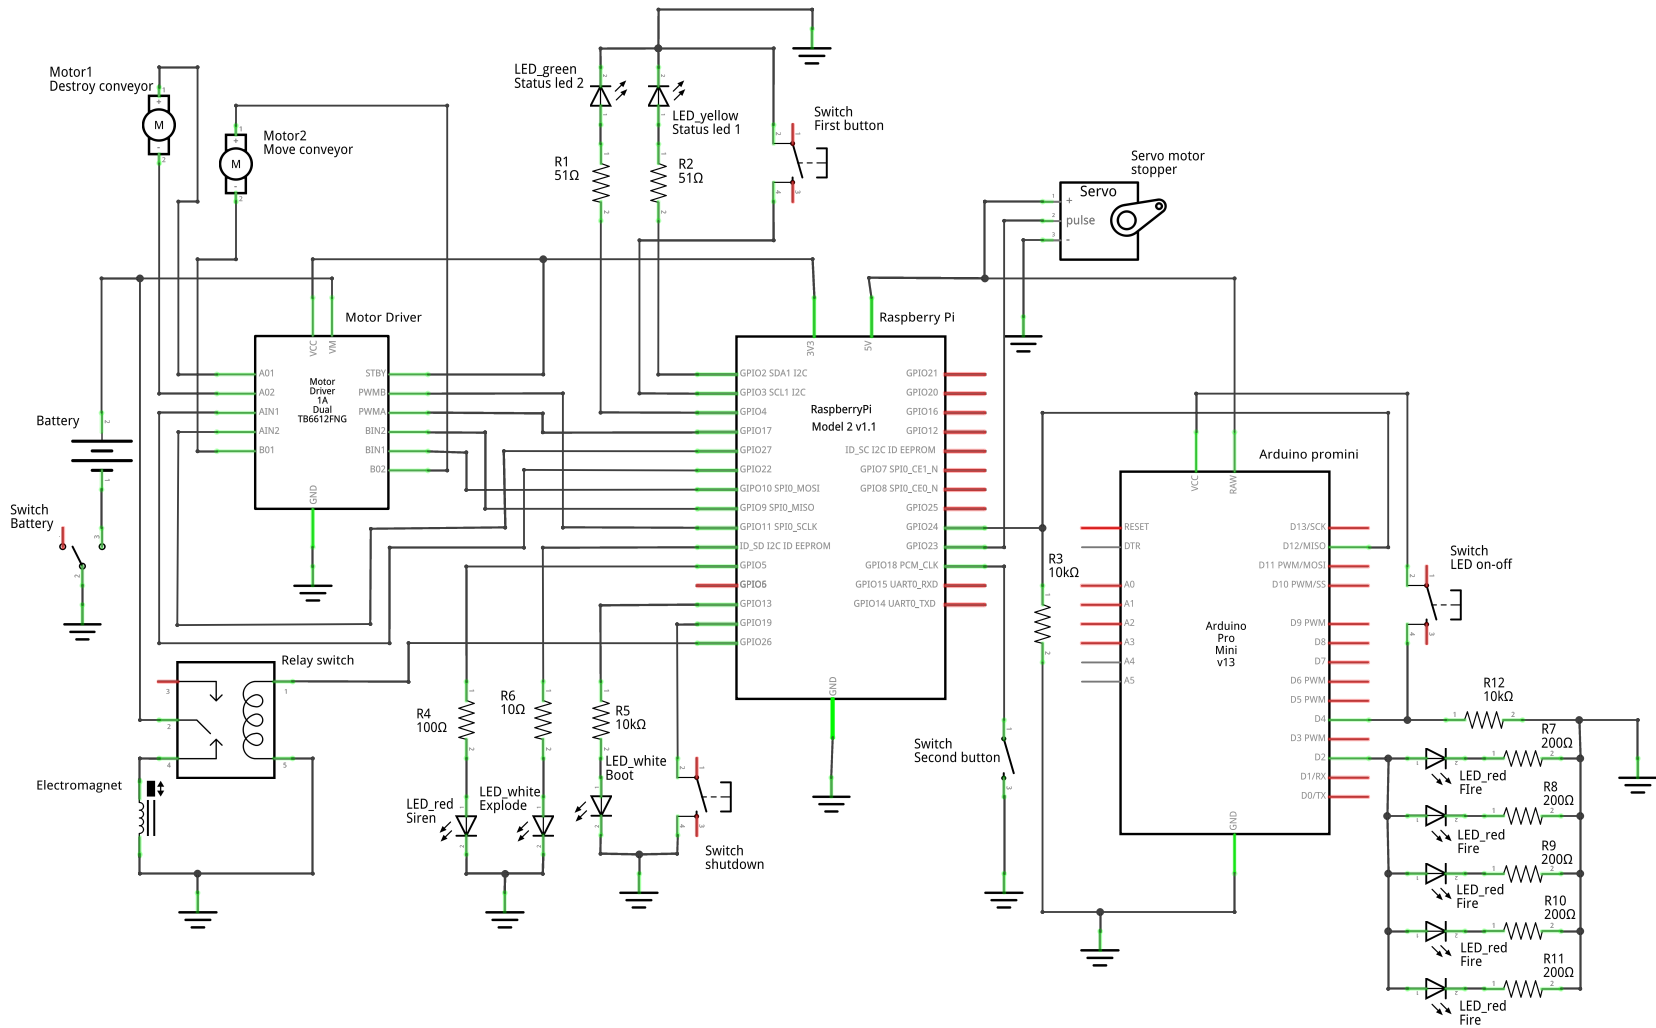 Motor1
Destroy conveyor
M
+
-
Motor2
Move conveyor
M
+
-
LED_green
Status led 2
LED_yellow
Status led 1
Switch
First button
R1
51Ω
R2
51Ω
Servo motor
stopper
Servo
+
pulse
-
Motor Driver
VCC
VM
A01
A02
AIN1
AIN2
B01
STBY
PWMB
PWMA
BIN2
BIN1
B02
GND
Motor
Driver
1A
Dual
TB6612FNG
Battery
Switch
Battery
Raspberry Pi
3V3
5V
RaspberryPi
Model 2 v1.1
GPIO2 SDA1 I2C
GPIO3 SCL1 I2C
GPIO4
GPIO17
GPIO27
GPIO22
GIPO10 SPI0_MOSI
GPIO9 SPI0_MISO
GPIO11 SPI0_SCLK
ID_SD I2C ID EEPROM
GPIO5
GPIO6
GPIO13
GPIO19
GPIO26
GPIO21
GPIO20
GPIO16
GPIO12
ID_SC I2C ID EEPROM
GPIO7 SPI0_CE1_N
GPIO8 SPI0_CE0_N
GPIO25
GPIO24
GPIO23
GPIO18 PCM_CLK
GPIO15 UART0_RXD
GPIO14 UART0_TXD
GND
Arduino promini
VCC
RAW
RESET
DTR
A0
A1
A2
A3
A4
A5
D13/SCK
D12/MISO
D11 PWM/MOSI
D10 PWM/SS
D9 PWM
D8
D7
D6 PWM
D5 PWM
D4
D3 PWM
D2
D1/RX
D0/TX
GND
Arduino
Pro
Mini
v13
R3
10kΩ
Switch
LED on-off
Relay switch
3
2
4
1
5
Electromagnet
R4
100Ω
R6
10Ω
R5
10kΩ
LED_red
Siren
LED_white
Explode
LED_white
Boot
Switch
shutdown
Switch
Second button
R12
10kΩ
R7
200Ω
LED_red
FIre
R8
200Ω
LED_red
Fire
R9
200Ω
LED_red
Fire
R10
200Ω
LED_red
Fire
R11
200Ω
LED_red
Fire